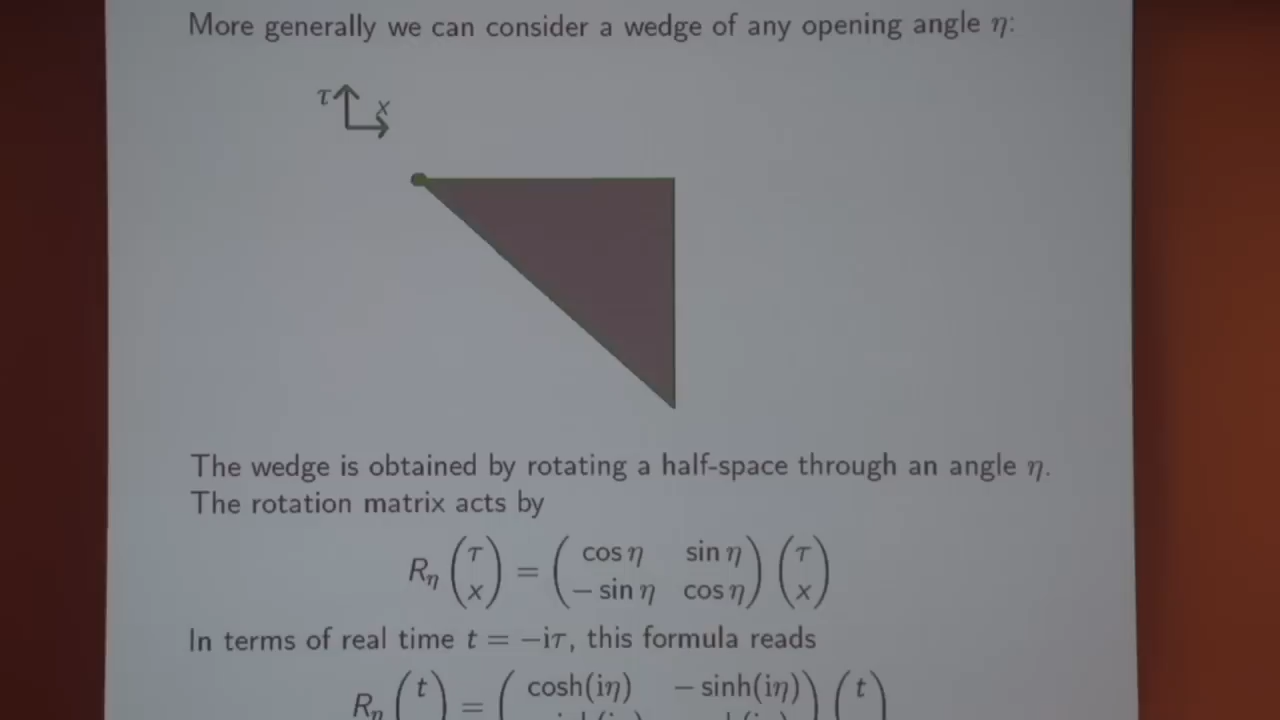 More generally we can consider a wedge of any opening angle η:
τ
x
The wedge is obtained by rotating a half-space through an angle η.
The rotation matrix acts by
R_η (τ x) = (cos η sin η −sin η cos η) (τ x)
In terms of real time t = −iτ, this formula reads
R_η (t = (cosh(iη) −sinh(iη)) (t)